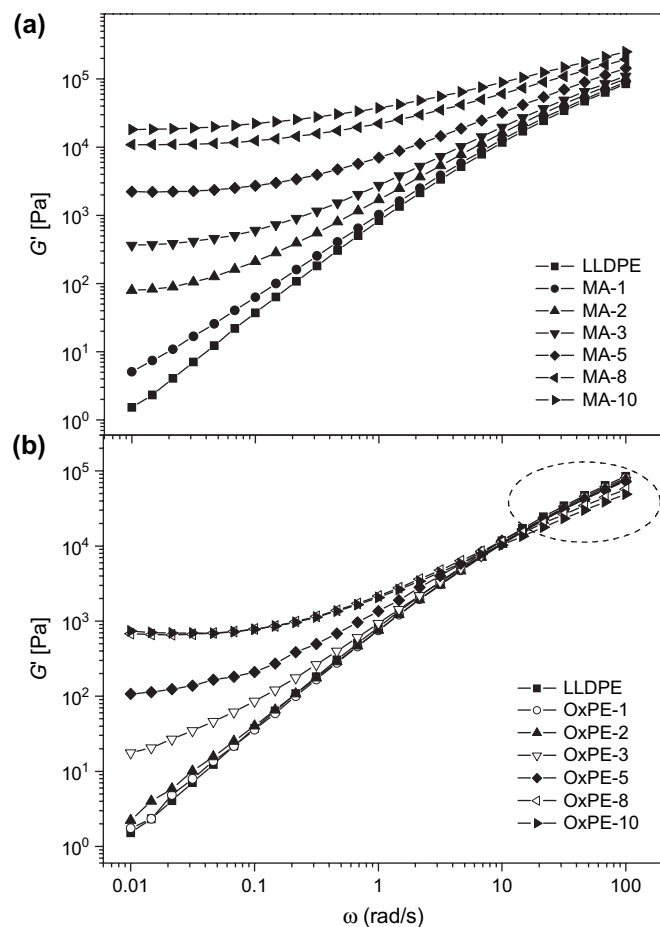 (a)
10⁵
10⁴
10³
10²
10¹
10⁰
G' [Pa]
LLDPE
MA-1
MA-2
MA-3
MA-5
MA-8
MA-10
(b)
10⁵
10⁴
10³
10²
10¹
10⁰
G' [Pa]
LLDPE
OxPE-1
OxPE-2
OxPE-3
OxPE-5
OxPE-8
OxPE-10
0.01 0.1 1 10 100
ω (rad/s)